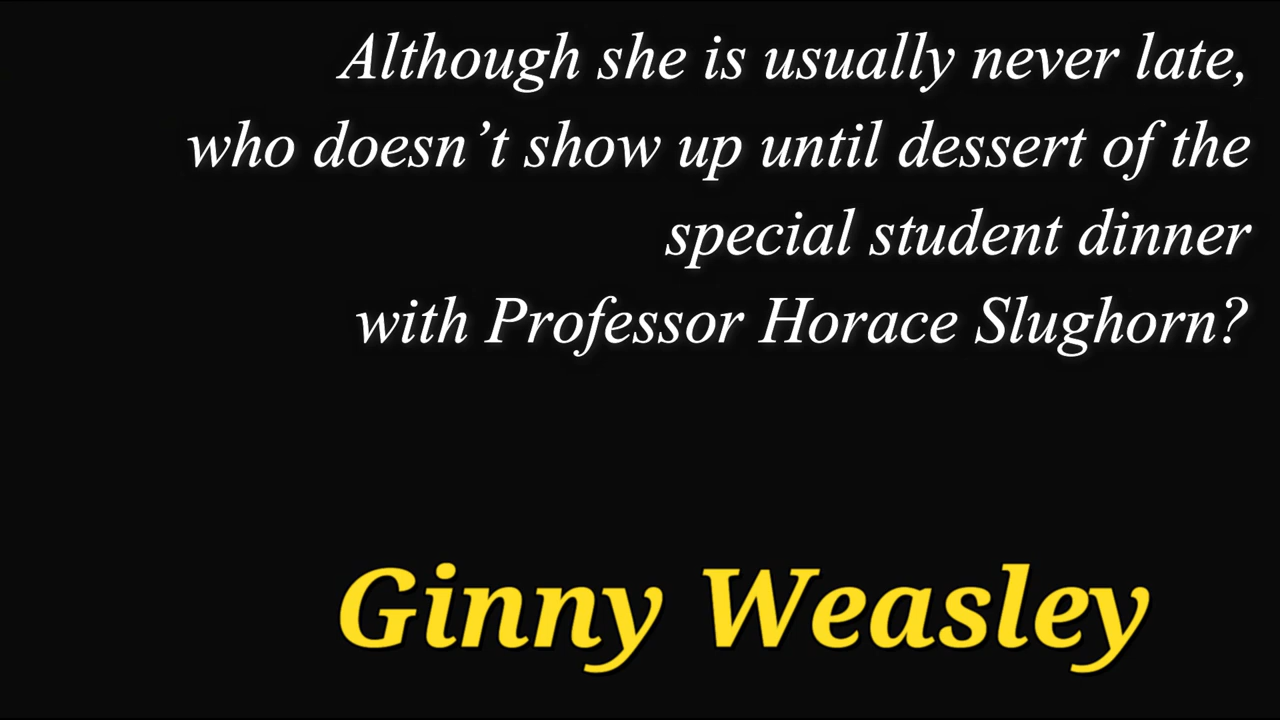 Although she is usually never late,
who doesn’t show up until dessert of the
special student dinner
with Professor Horace Slughorn?
Ginny Weasley